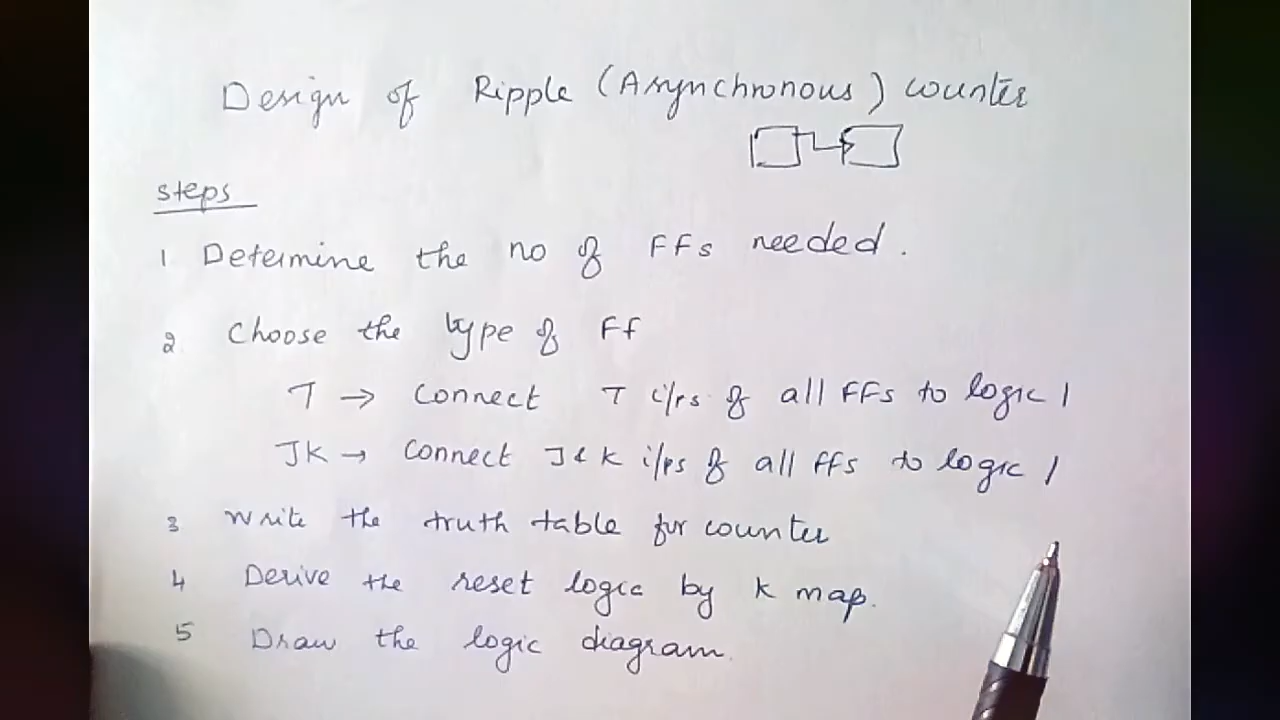 Design of Ripple (Asynchronous) counter
steps
1 Determine the no of FFs needed.
2 Choose the type of FF
T → Connect T i/ps of all FFs to logic 1
JK → Connect J & K i/ps of all FFs to logic 1
3 Write the truth table for counter
4 Derive the reset logic by K map.
5 Draw the logic diagram.